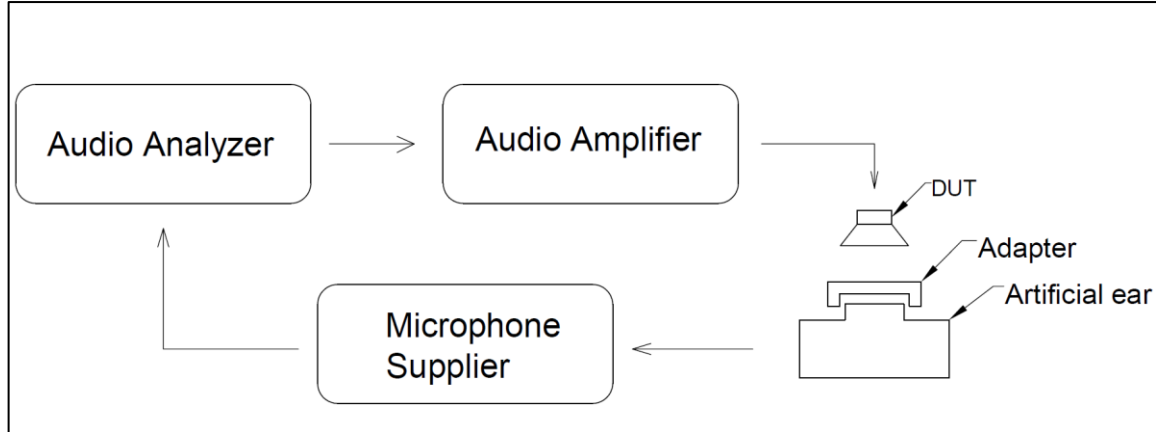 Audio Analyzer
Audio Amplifier
DUT
Adapter
Artificial ear
Microphone
Supplier